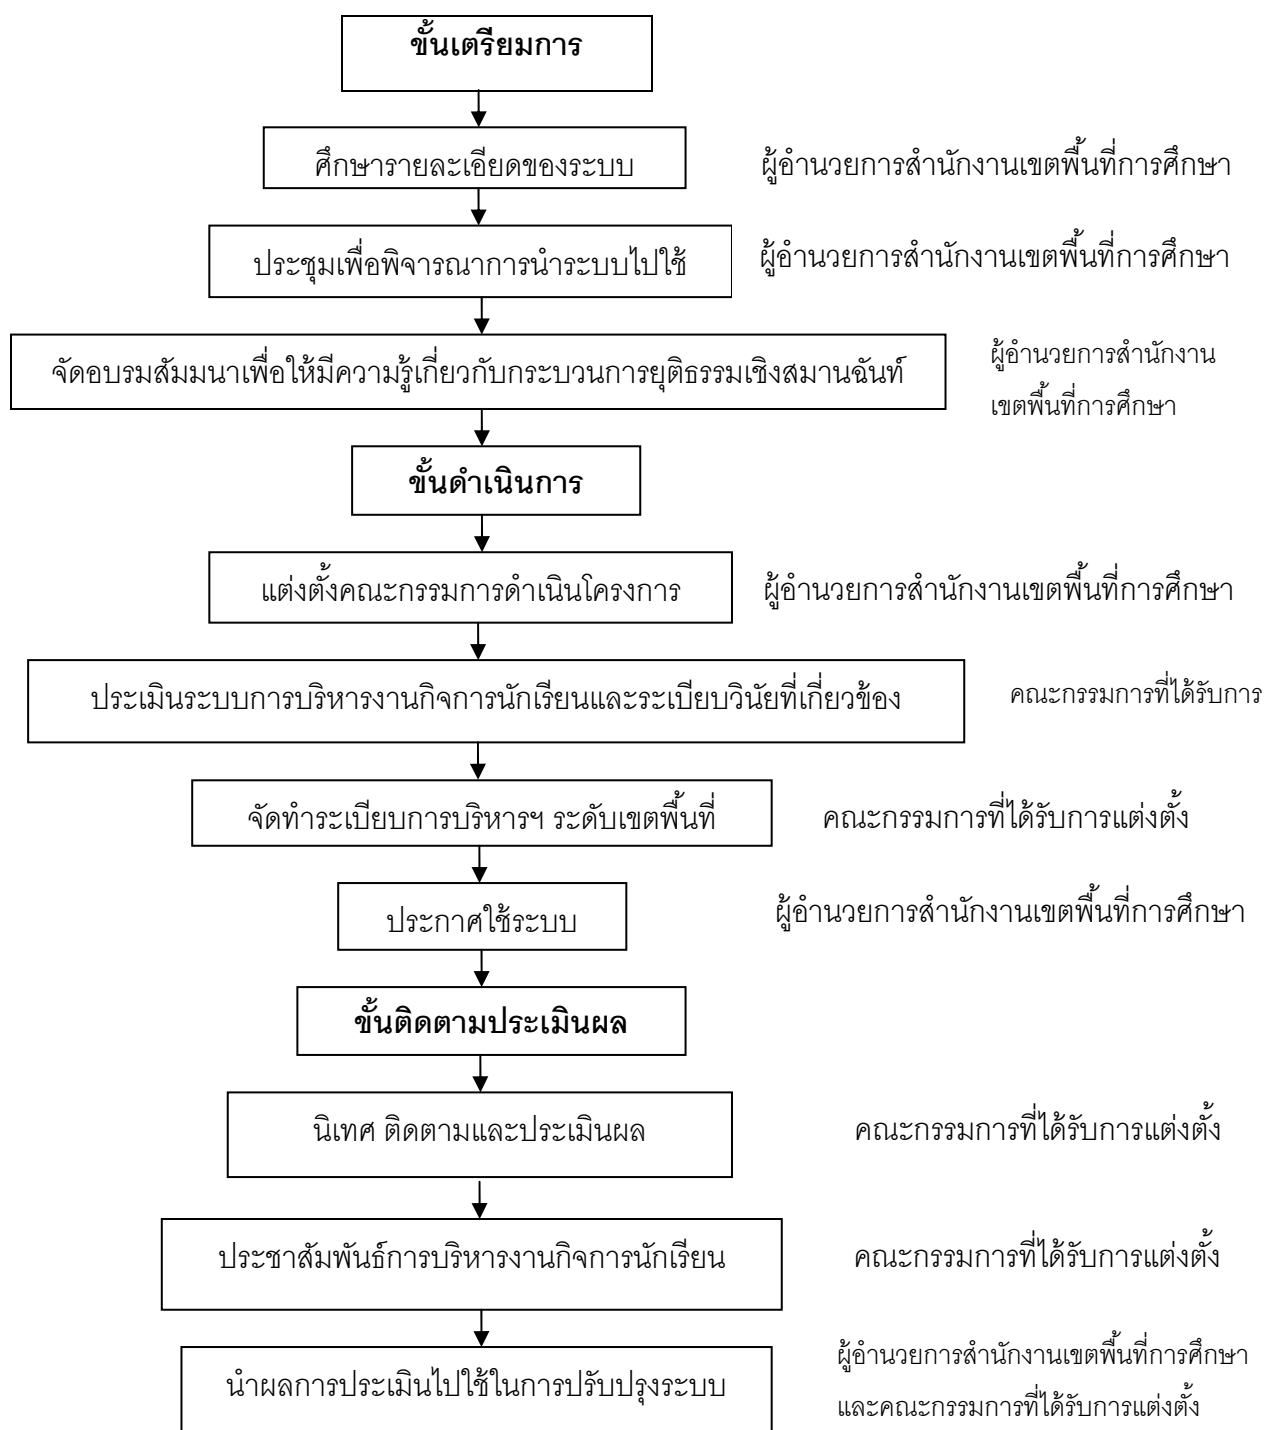 ขั้นเตรียมการ
ศึกษารายละเอียดของระบบ
ผู้อำนวยการสำนักงานเขตพื้นที่การศึกษา
ประชุมเพื่อพิจารณาการนำระบบไปใช้
ผู้อำนวยการสำนักงานเขตพื้นที่การศึกษา
จัดอบรมสัมมนาเพื่อให้มีความรู้เกี่ยวกับกระบวนการยุติธรรมเชิงสมานฉันท์
ผู้อำนวยการสำนักงาน
เขตพื้นที่การศึกษา
ขั้นดำเนินการ
แต่งตั้งคณะกรรมการดำเนินโครงการ
ผู้อำนวยการสำนักงานเขตพื้นที่การศึกษา
ประเมินระบบการบริหารงานกิจการนักเรียนและระเบียบวินัยที่เกี่ยวข้อง
คณะกรรมการที่ได้รับการ
จัดทำระเบียบการบริหารฯ ระดับเขตพื้นที่
คณะกรรมการที่ได้รับการแต่งตั้ง
ประกาศใช้ระบบ
ผู้อำนวยการสำนักงานเขตพื้นที่การศึกษา
ขั้นติดตามประเมินผล
นิเทศ ติดตามและประเมินผล
คณะกรรมการที่ได้รับการแต่งตั้ง
ประชาสัมพันธ์การบริหารงานกิจการนักเรียน
คณะกรรมการที่ได้รับการแต่งตั้ง
นำผลการประเมินไปใช้ในการปรับปรุงระบบ
ผู้อำนวยการสำนักงานเขตพื้นที่การศึกษา
และคณะกรรมการที่ได้รับการแต่งตั้ง